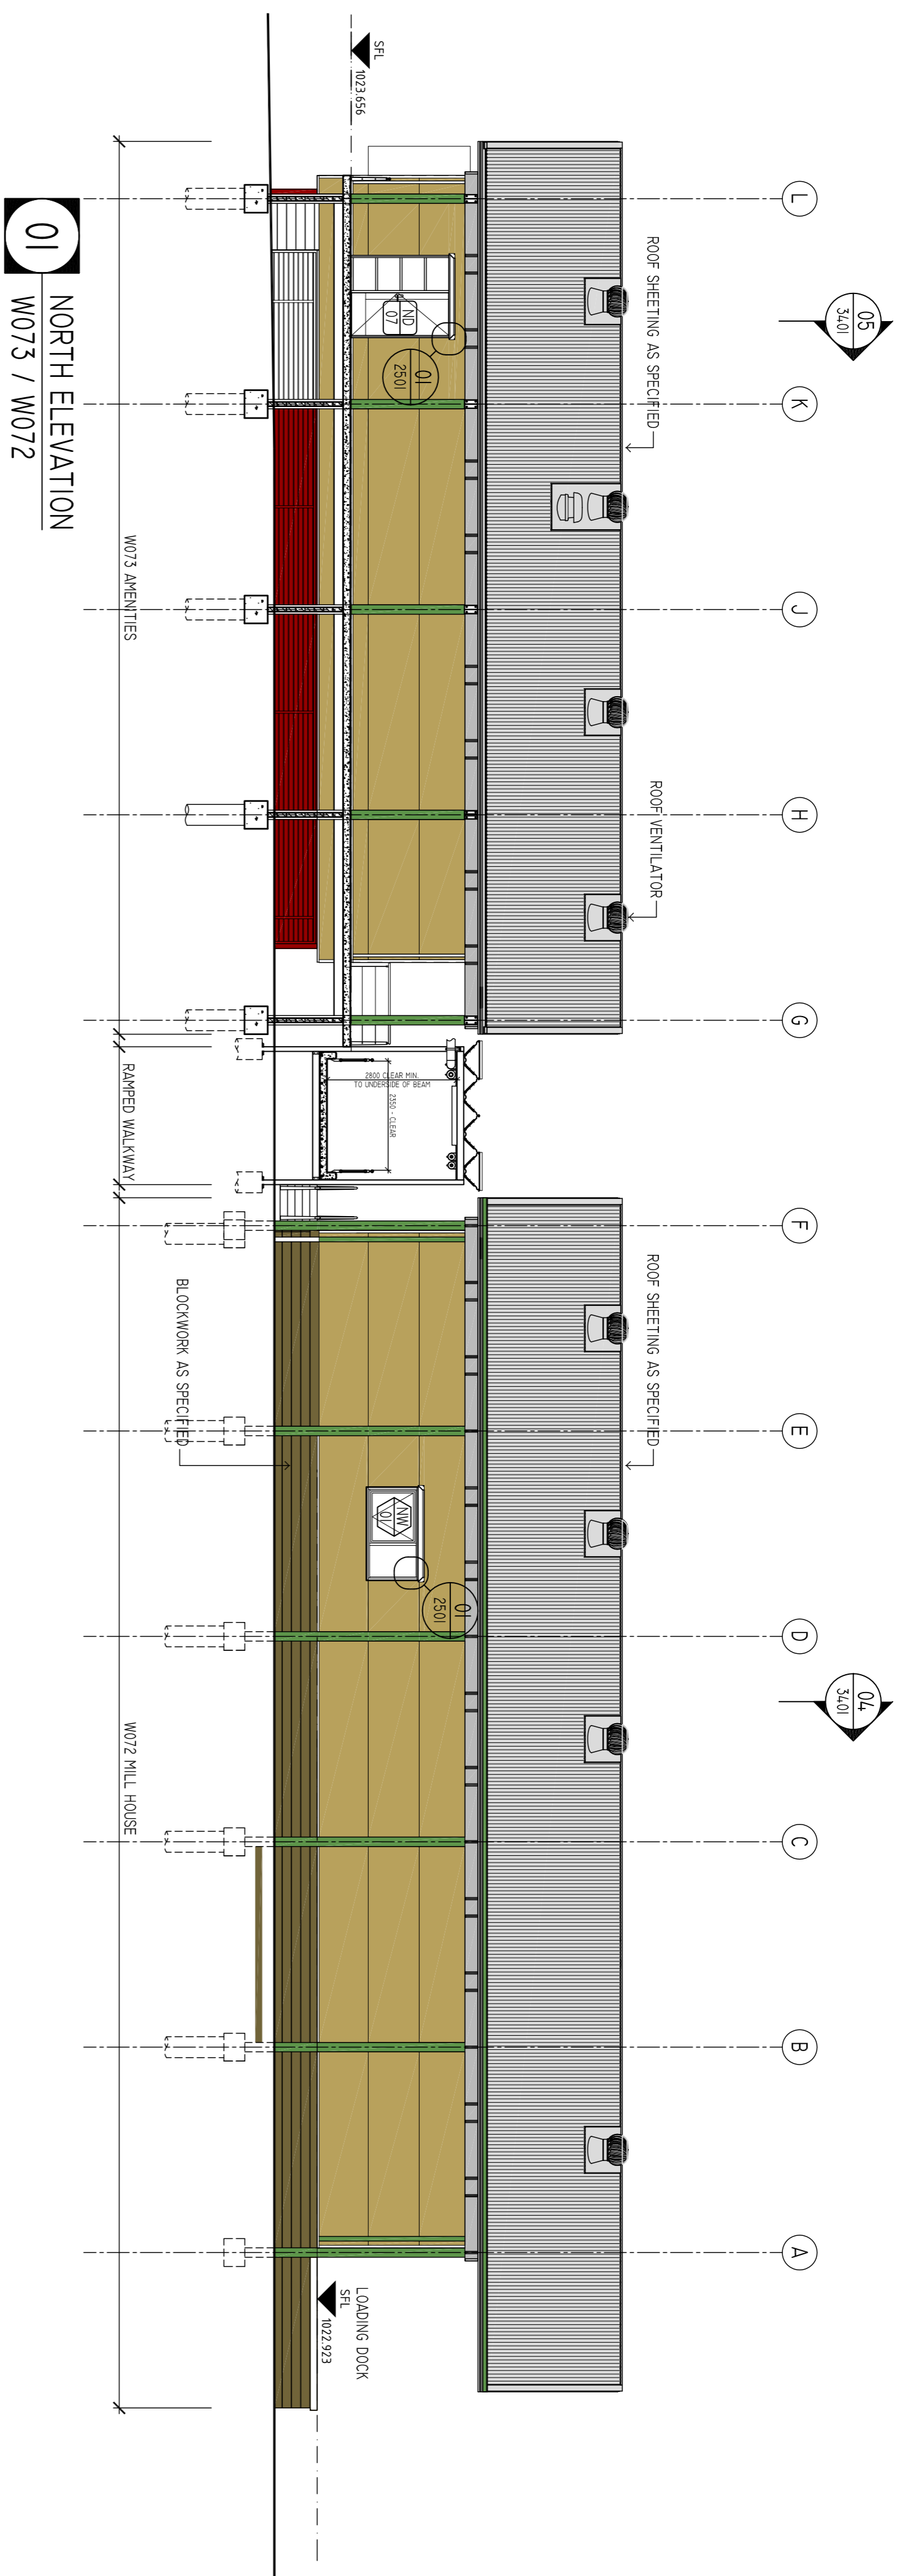 05
3401
04
3401
L
K
J
H
G
F
E
D
C
B
A
ROOF SHEETING AS SPECIFIED
ROOF VENTILATOR
ROOF SHEETING AS SPECIFIED
SFL
1023.656
ND
07
01
2501
2800 CLEAR MIN.
TO UNDERSIDE OF BEAM
2350 - CLEAR
NW
01
01
2501
LOADING DOCK
SFL
1022.923
BLOCKWORK AS SPECIFIED
W073 AMENITIES
RAMPED WALKWAY
W072 MILL HOUSE
01
NORTH ELEVATION
W073 / W072